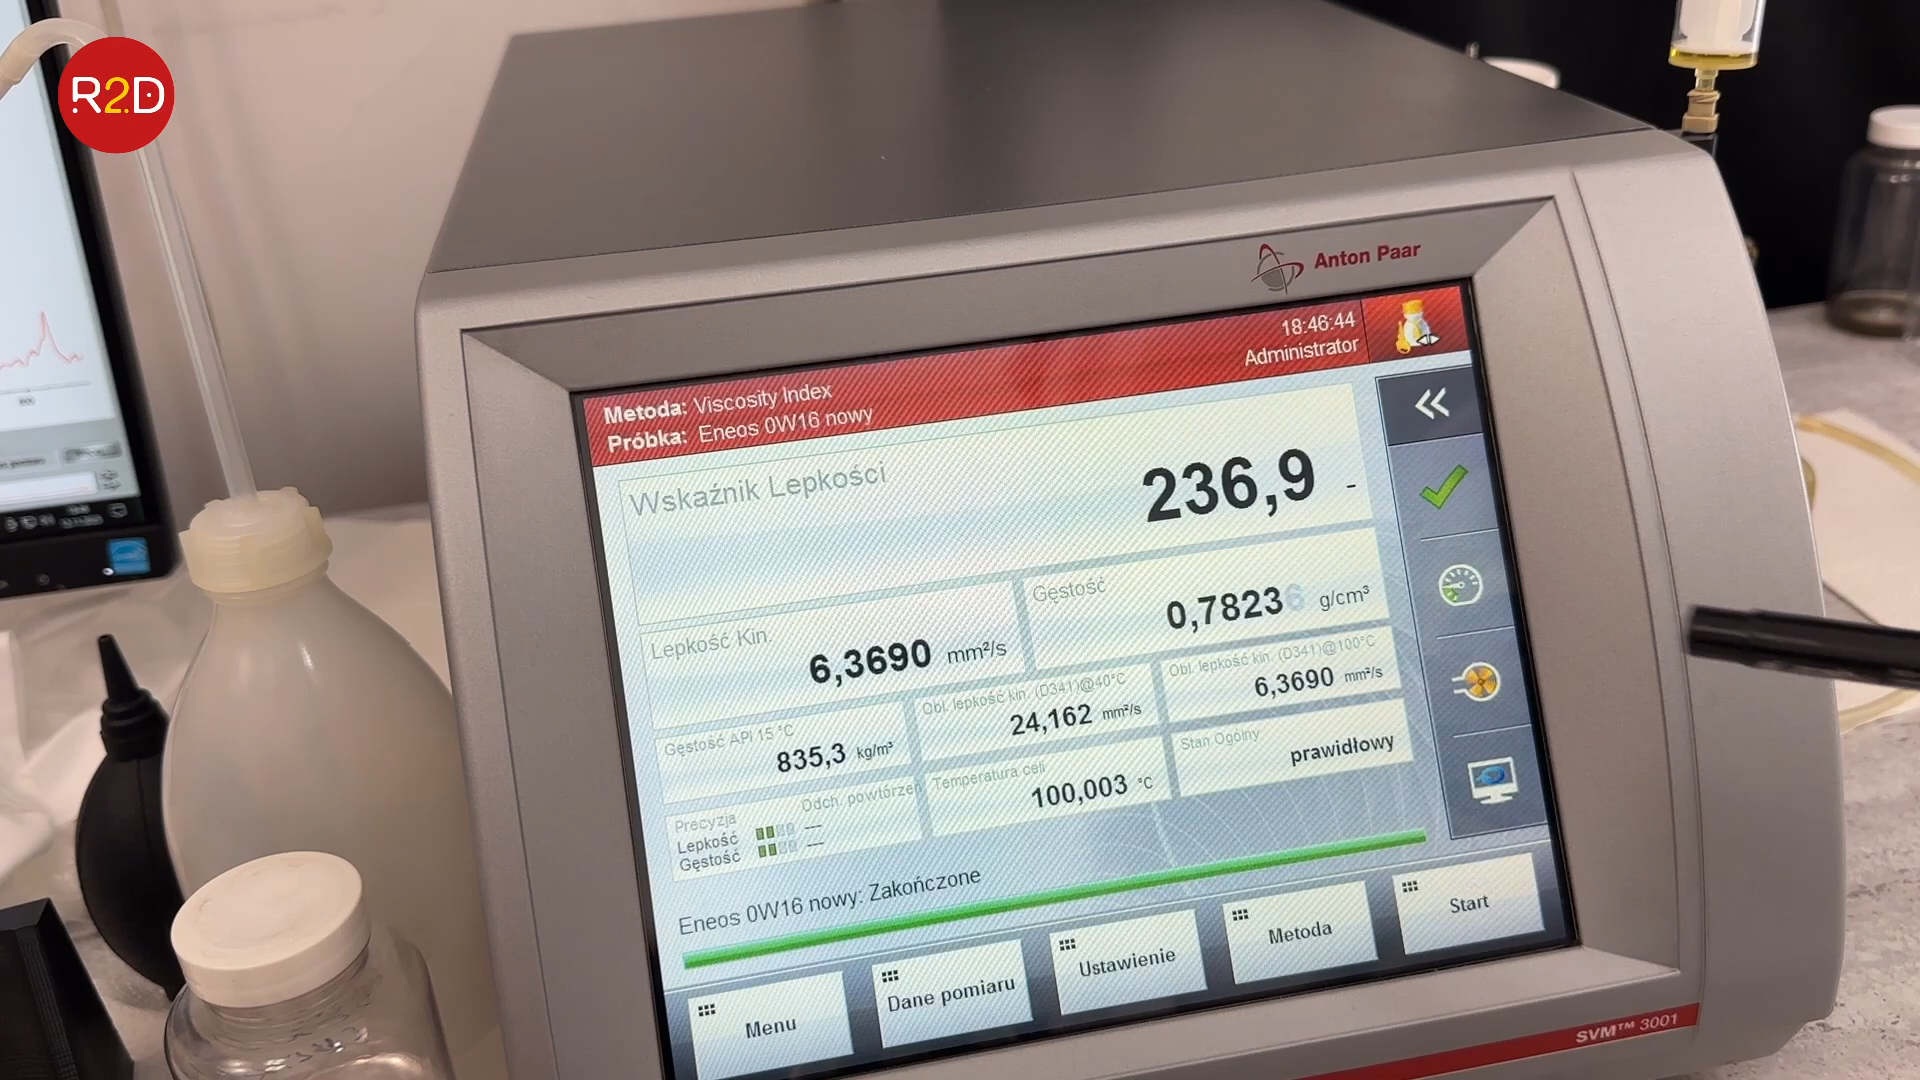 R2D
Anton Paar
18:46:44
Administrator
Metoda: Viscosity Index
Próbka: Eneos 0W16 nowy
Wskaźnik Lepkości
236,9 -
Lepkość Kin.
6,3690 mm²/s
Gęstość
0,78236 g/cm³
Gęstość API 15 °C
835,3 kg/m³
Obl. lepkość kin. (D341)@40°C
24,162 mm²/s
Obl. lepkość kin. (D341)@100°C
6,3690 mm²/s
Precyzja
Odch. powtórzeń
Lepkość ---
Gęstość ---
Temperatura celi
100,003 °C
Stan Ogólny
prawidłowy
Eneos 0W16 nowy: Zakończone
Menu
Dane pomiaru
Ustawienie
Metoda
Start
SVM™ 3001